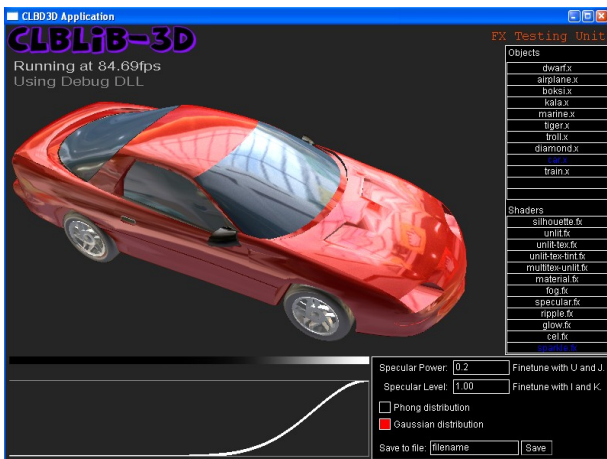 CLBD3D Application
CLBLiB-3D
FX Testing Unit
Running at 84.69fps
Using Debug DLL
Objects
dwarf.x
airplane.x
boksi.x
kala.x
marine.x
tiger.x
troll.x
diamond.x
car.x
train.x
Shaders
silhouette.fx
unlit.fx
unlit-tex.fx
unlit-tex-tint.fx
multitex-unlit.fx
material.fx
fog.fx
specular.fx
ripple.fx
glow.fx
cel.fx
Specular Power: 0.2 Finetune with U and J.
Specular Level: 1.00 Finetune with I and K.
Phong distribution
Gaussian distribution
Save to file: filename Save